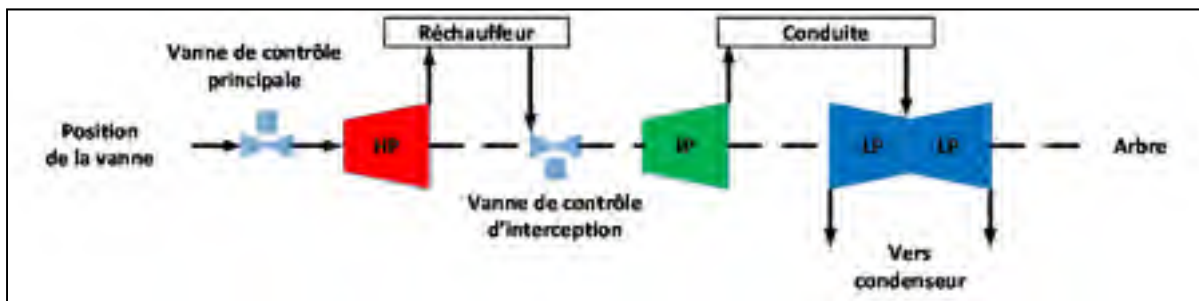 Réchauffeur
Conduite
Vanne de contrôle
principale
Position
de la vanne
HP
IP
LP
LP
Arbre
Vanne de contrôle
d'interception
Vers
condenseur